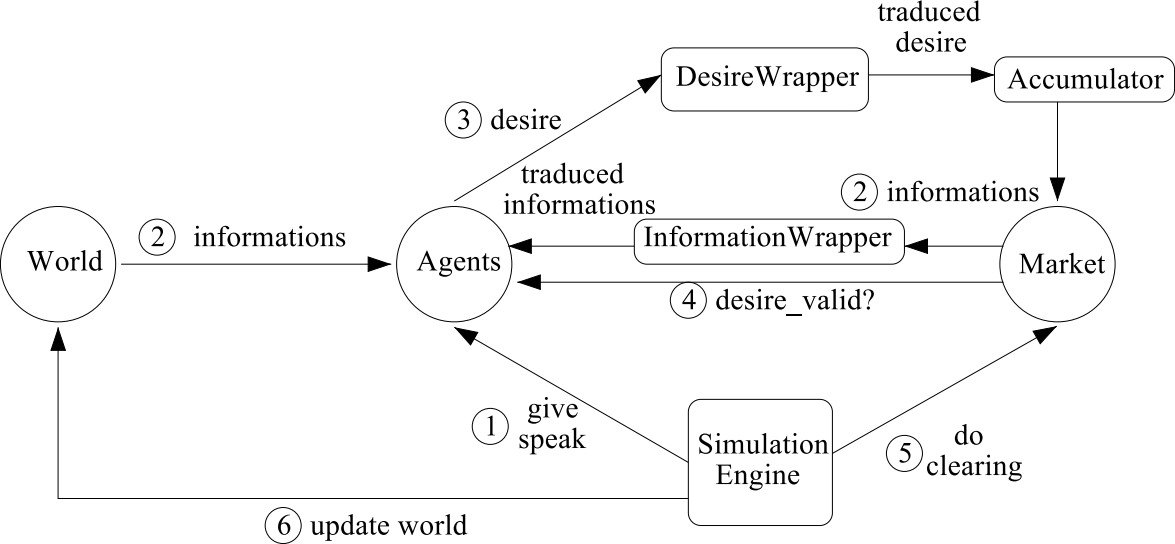 traduced
desire
DesireWrapper
Accumulator
3 desire
traduced
informations
2 informations
2 informations
InformationWrapper
World
Agents
Market
4 desire_valid?
1 give
speak
Simulation
Engine
5 do
clearing
6 update world